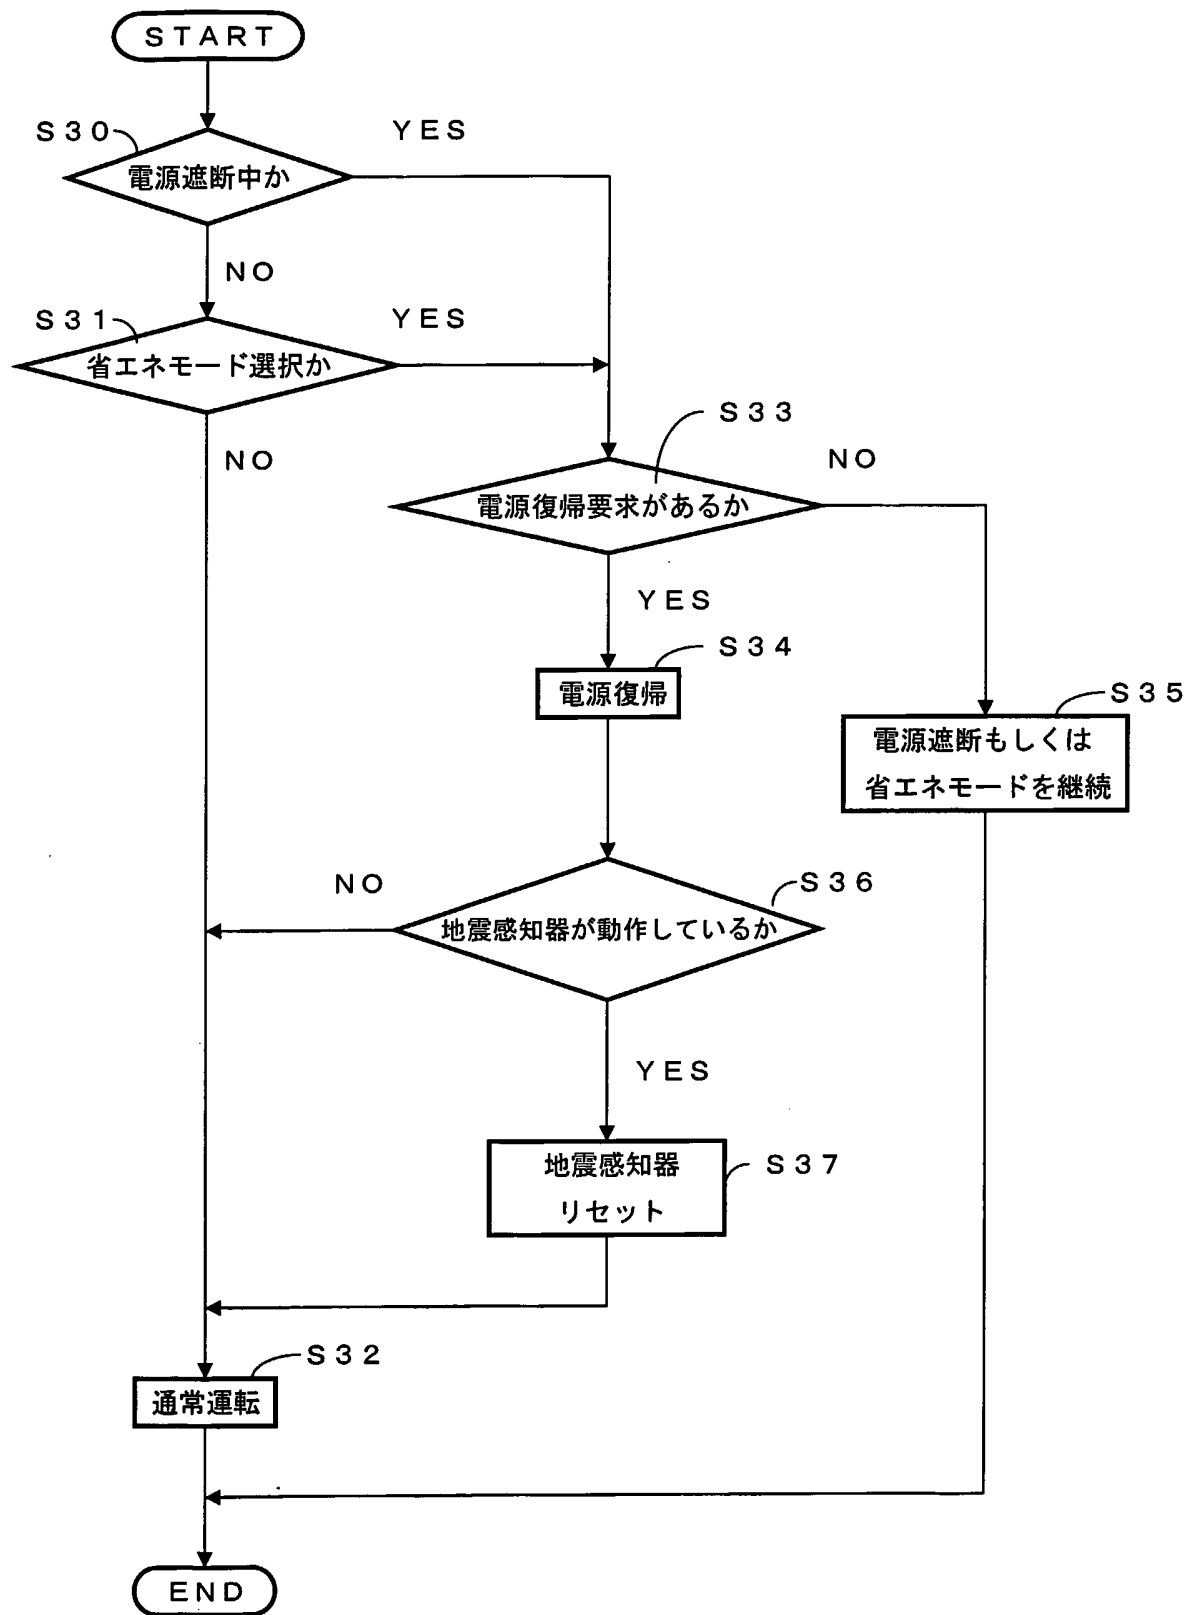 START
S30
YES
電源遮断中か
NO
S31
YES
省エネモード選択か
NO
S33
NO
電源復帰要求があるか
YES
S34
電源復帰
S35
電源遮断もしくは
省エネモードを継続
NO
S36
地震感知器が動作しているか
YES
地震感知器
リセット
S37
S32
通常運転
END